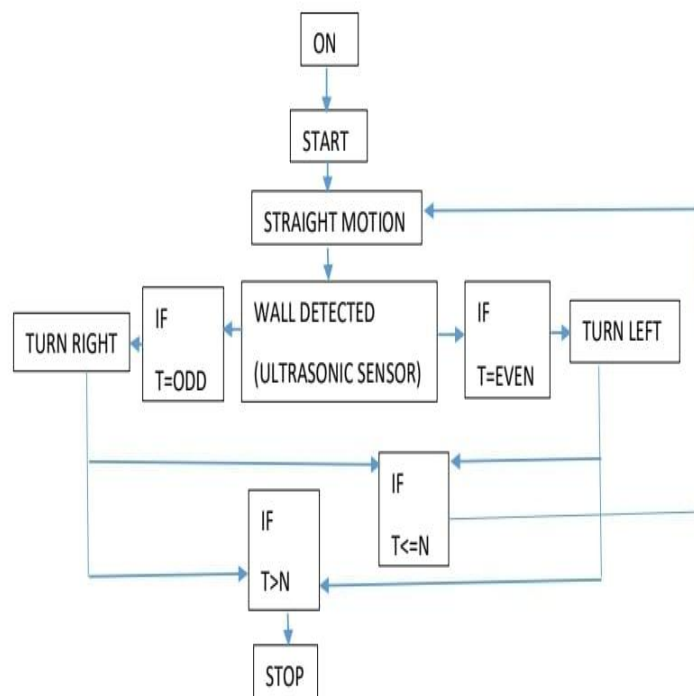 ON
START
STRAIGHT MOTION
WALL DETECTED
(ULTRASONIC SENSOR)
IF
T=ODD
TURN RIGHT
IF
T=EVEN
TURN LEFT
IF
T<=N
IF
T>N
STOP